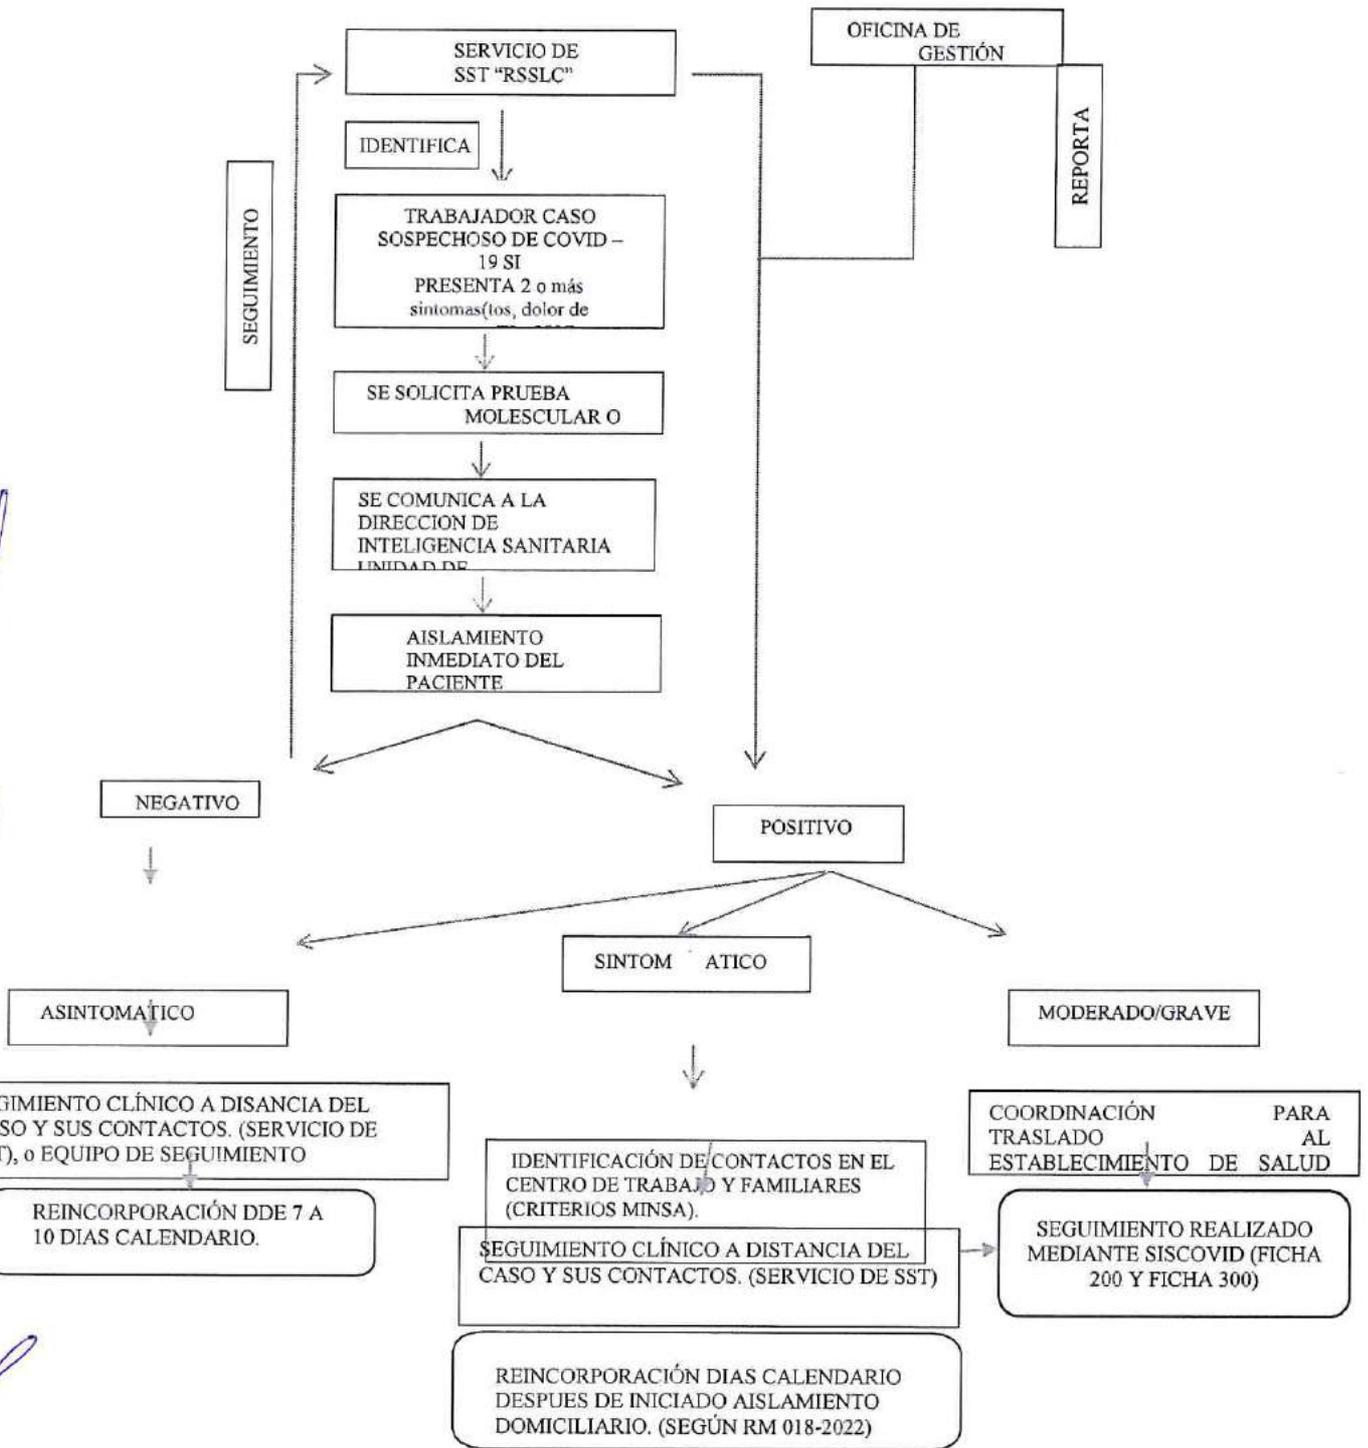 OFICINA DE
GESTIÓN
SERVICIO DE
SST “RSSLC”
REPORTA
IDENTIFICA
SEGUIMIENTO
TRABAJADOR CASO
SOSPECHOSO DE COVID –
19 SI
PRESENTA 2 o más
sintomas(tos, dolor de
SE SOLICITA PRUEBA
MOLESCULAR O
SE COMUNICA A LA
DIRECCION DE
INTELIGENCIA SANITARIA
UNIDAD DE
AISLAMIENTO
INMEDIATO DEL
PACIENTE
NEGATIVO
POSITIVO
SINTOM ATICO
ASINTOMATICO
MODERADO/GRAVE
GIMIENTO CLÍNICO A DISANCIA DEL
SO Y SUS CONTACTOS. (SERVICIO DE
T), o EQUIPO DE SEGUIMIENTO
REINCORPORACIÓN DDE 7 A
10 DIAS CALENDARIO.
IDENTIFICACIÓN DE CONTACTOS EN EL
CENTRO DE TRABAJO Y FAMILIARES
(CRITERIOS MINSA).
SEGUIMIENTO CLÍNICO A DISTANCIA DEL
CASO Y SUS CONTACTOS. (SERVICIO DE SST)
REINCORPORACIÓN DIAS CALENDARIO
DESPUES DE INICIADO AISLAMIENTO
DOMICILIARIO. (SEGÚN RM 018-2022)
COORDINACIÓN PARA
TRASLADO AL
ESTABLECIMIENTO DE SALUD
SEGUIMIENTO REALIZADO
MEDIANTE SISCOVID (FICHA
200 Y FICHA 300)